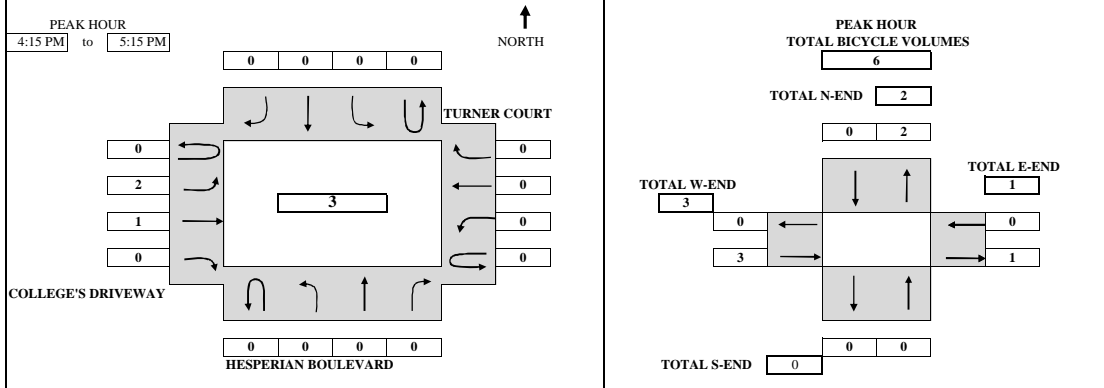 PEAK HOUR
4:15 PM to 5:15 PM
NORTH
0 0 0 0
TURNER COURT
0 0
2 0
3
1 0
0 0
COLLEGE'S DRIVEWAY
0 0 0 0
HESPERIAN BOULEVARD
PEAK HOUR
TOTAL BICYCLE VOLUMES
6
TOTAL N-END 2
0 2
TOTAL E-END
1
TOTAL W-END
3
0 0
3 1
0 0
TOTAL S-END 0